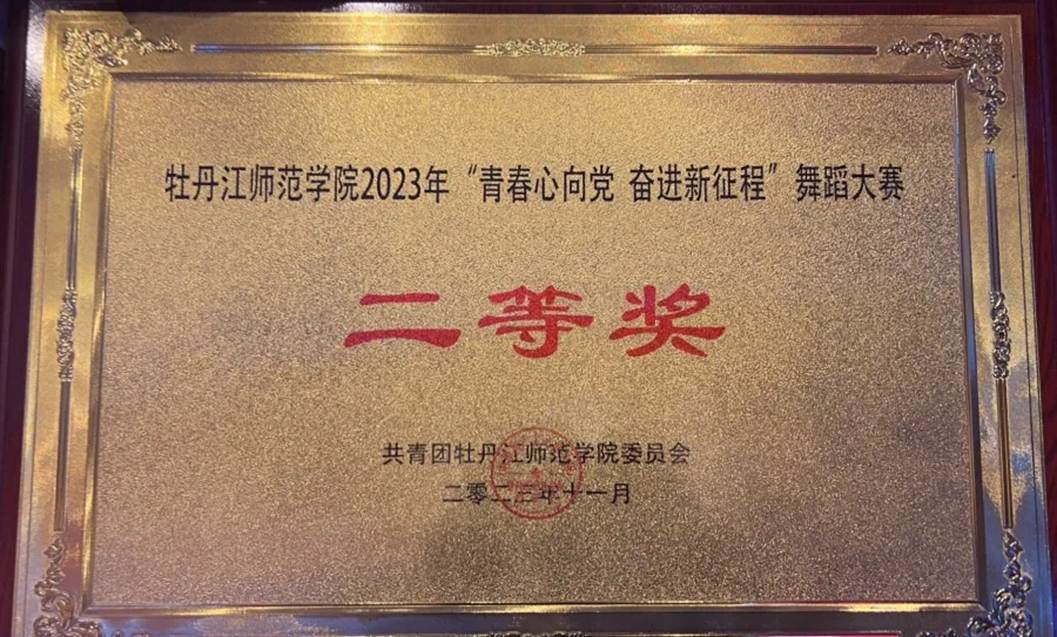 牡丹江师范学院2023年“青春心向党 奋进新征程”舞蹈大赛
二等奖
共青团牡丹江师范学院委员会
二零二三年十一月